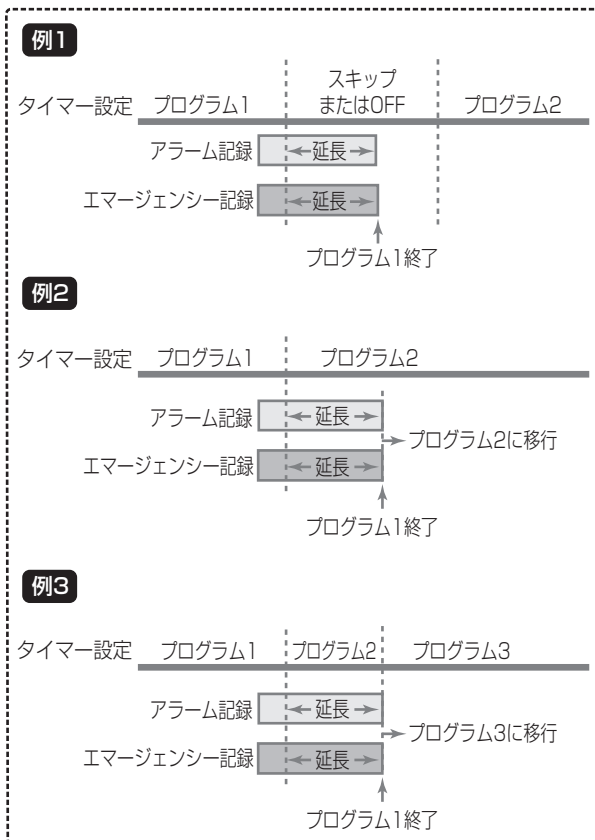 例1
スキップ
タイマー設定 プログラム1 またはOFF プログラム2
アラーム記録 延長
エマージェンシー記録 延長
プログラム1終了
例2
タイマー設定 プログラム1 プログラム2
アラーム記録 延長
プログラム2に移行
エマージェンシー記録 延長
プログラム1終了
例3
タイマー設定 プログラム1 プログラム2 プログラム3
アラーム記録 延長
プログラム3に移行
エマージェンシー記録 延長
プログラム1終了